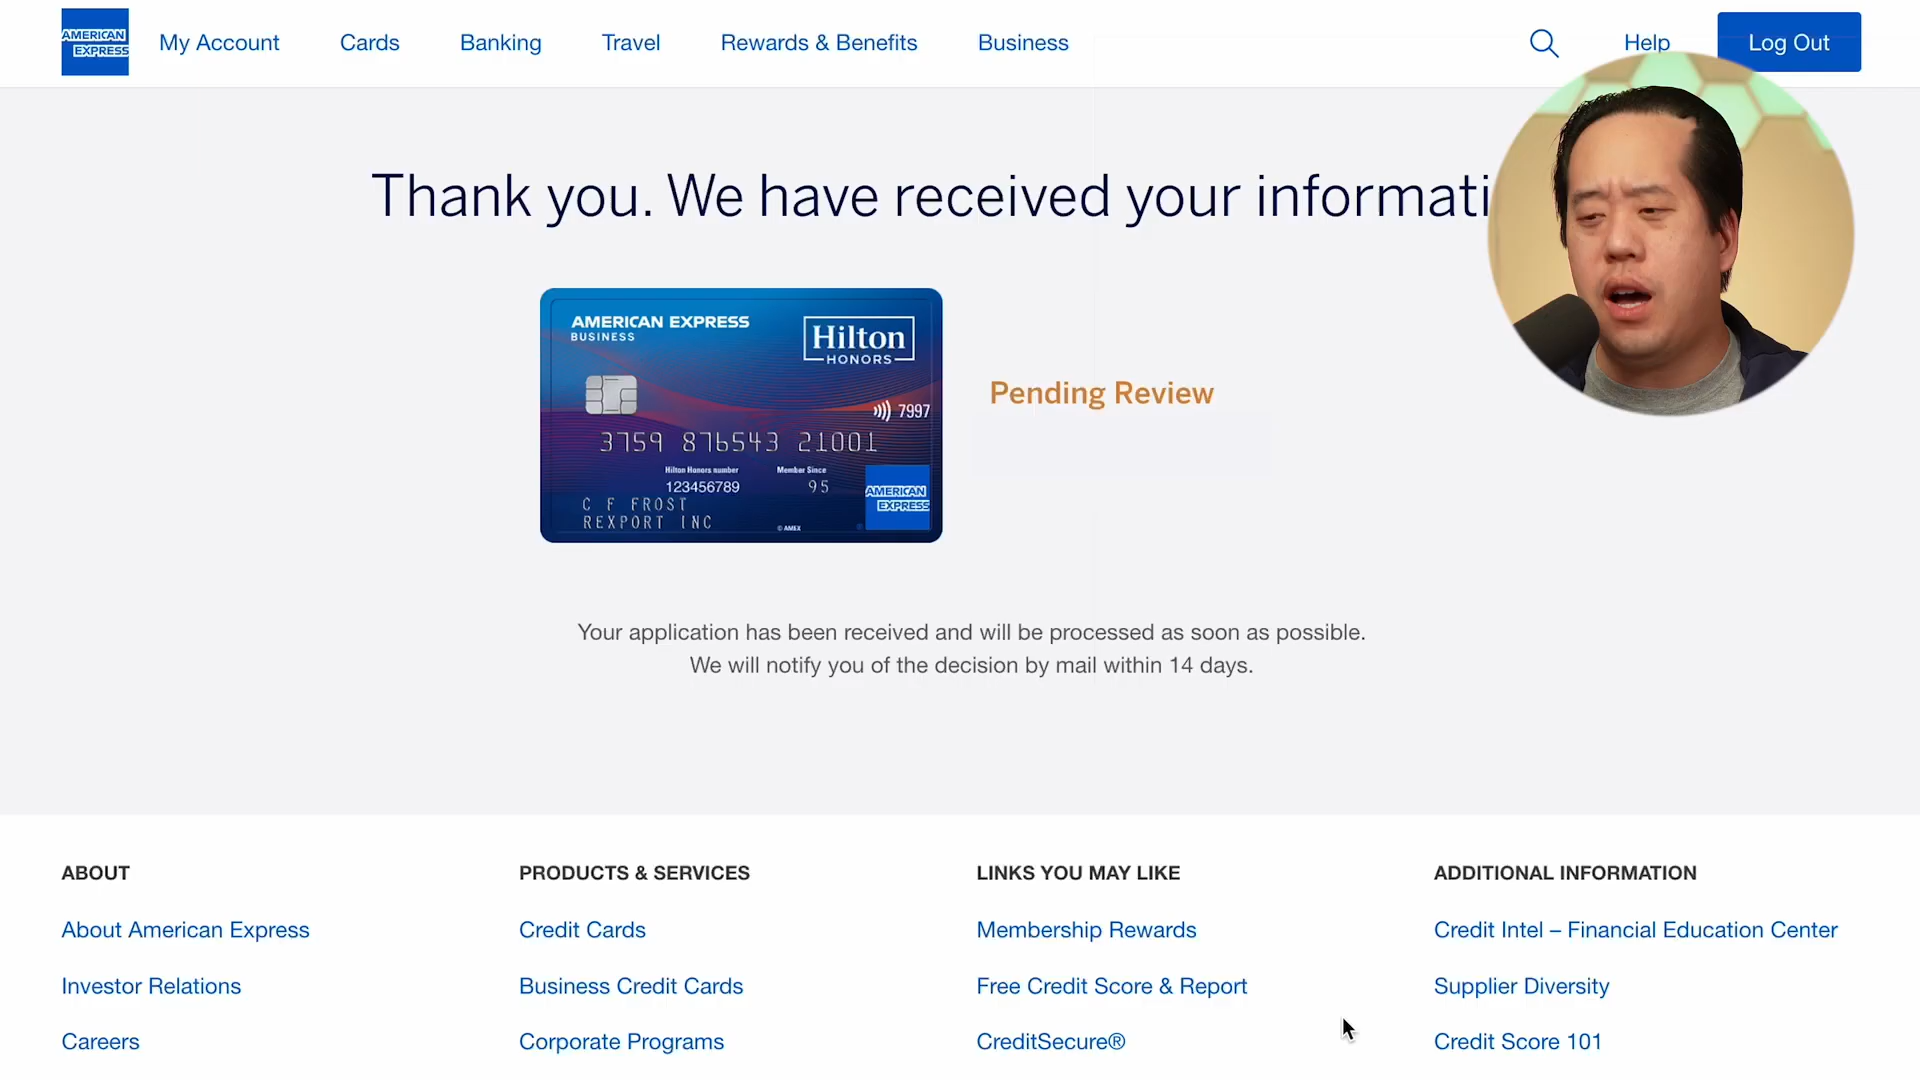 AMERICAN
EXPRESS
My Account
Cards
Banking
Travel
Rewards & Benefits
Business
Help
Log Out
Thank you. We have received your informati
AMERICAN EXPRESS
BUSINESS
Hilton
HONORS
7997
3759 876543 21001
Hilton Honors number
Member Since
123456789
95
C F FROST
REXPORT INC
© AMEX
AMERICAN
EXPRESS
Pending Review
Your application has been received and will be processed as soon as possible.
We will notify you of the decision by mail within 14 days.
ABOUT
About American Express
Investor Relations
Careers
PRODUCTS & SERVICES
Credit Cards
Business Credit Cards
Corporate Programs
LINKS YOU MAY LIKE
Membership Rewards
Free Credit Score & Report
CreditSecure®
ADDITIONAL INFORMATION
Credit Intel – Financial Education Center
Supplier Diversity
Credit Score 101